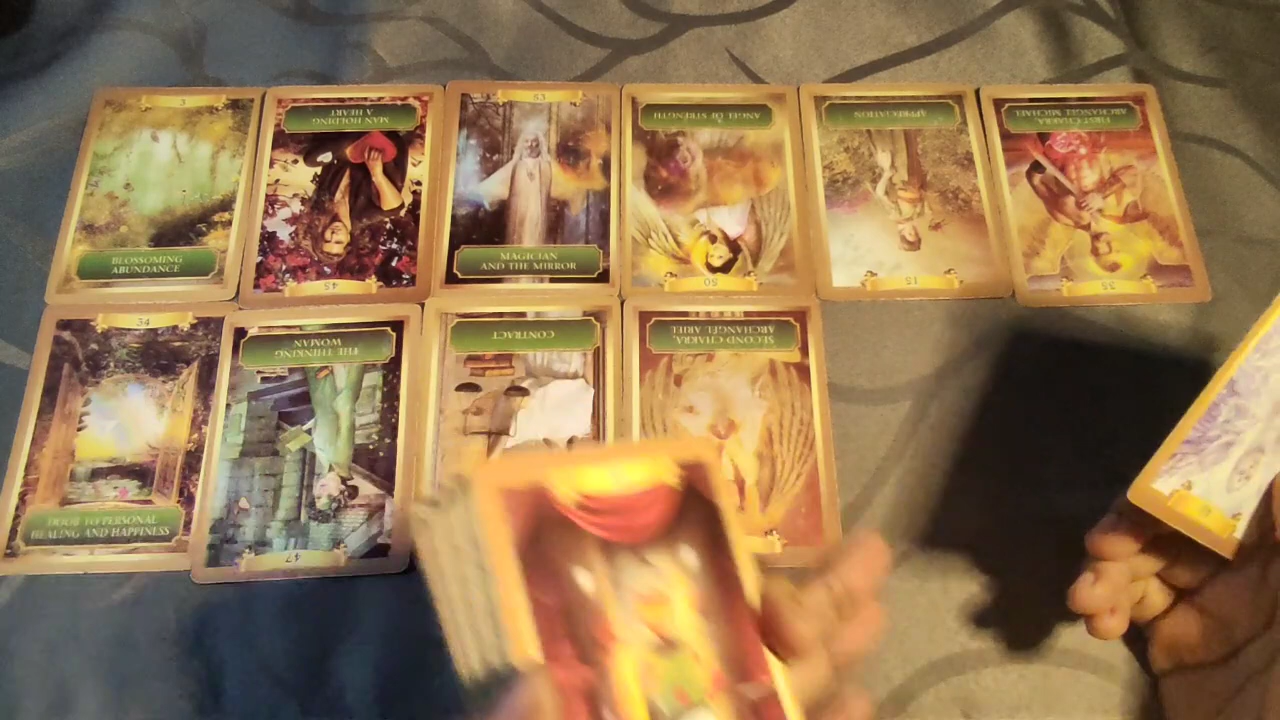 3
BLOSSOMING
ABUNDANCE
MAN HOLDING
A HEART
45
53
MAGICIAN
AND THE MIRROR
ANGEL OF STRENGTH
50
APPRECIATION
15
FIRST CHAKRA,
ARCHANGEL MICHAEL
35
34
DOOR TO PERSONAL
HEALING AND HAPPINESS
THE THINKING
WOMAN
47
CONTRACT
SECOND CHAKRA,
ARCHANGEL ARIEL